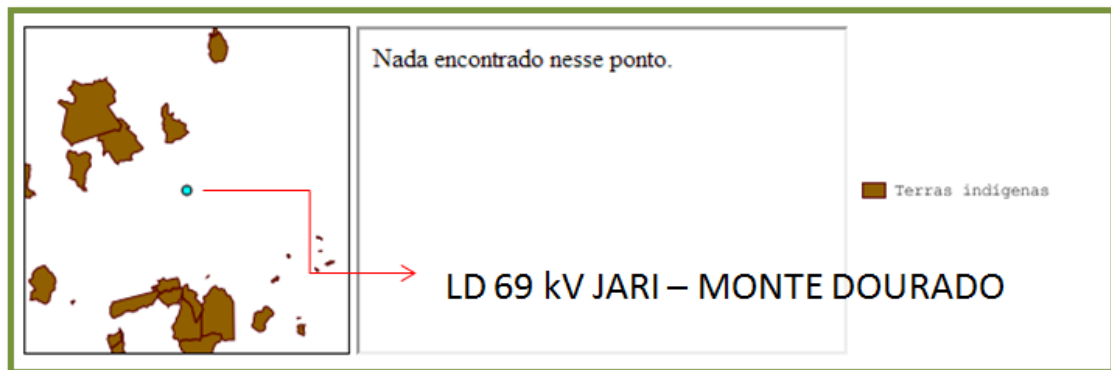 Nada encontrado nesse ponto.
Terras indígenas
LD 69 kV JARI – MONTE DOURADO